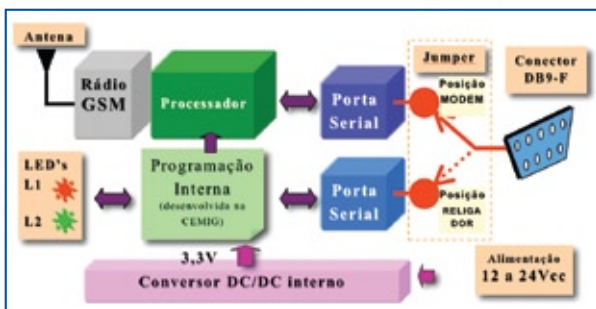 Antena
Rádio
GSM
Processador
Porta
Serial
Jumper
Posição
MODEM
Conector
DB9-F
LED's
L1
L2
Programação
Interna
(desenvolvida na
CEMIG)
Porta
Serial
Posição
RELIGA
DOR
3,3V
Conversor DC/DC interno
Alimentação
12 a 24Vcc